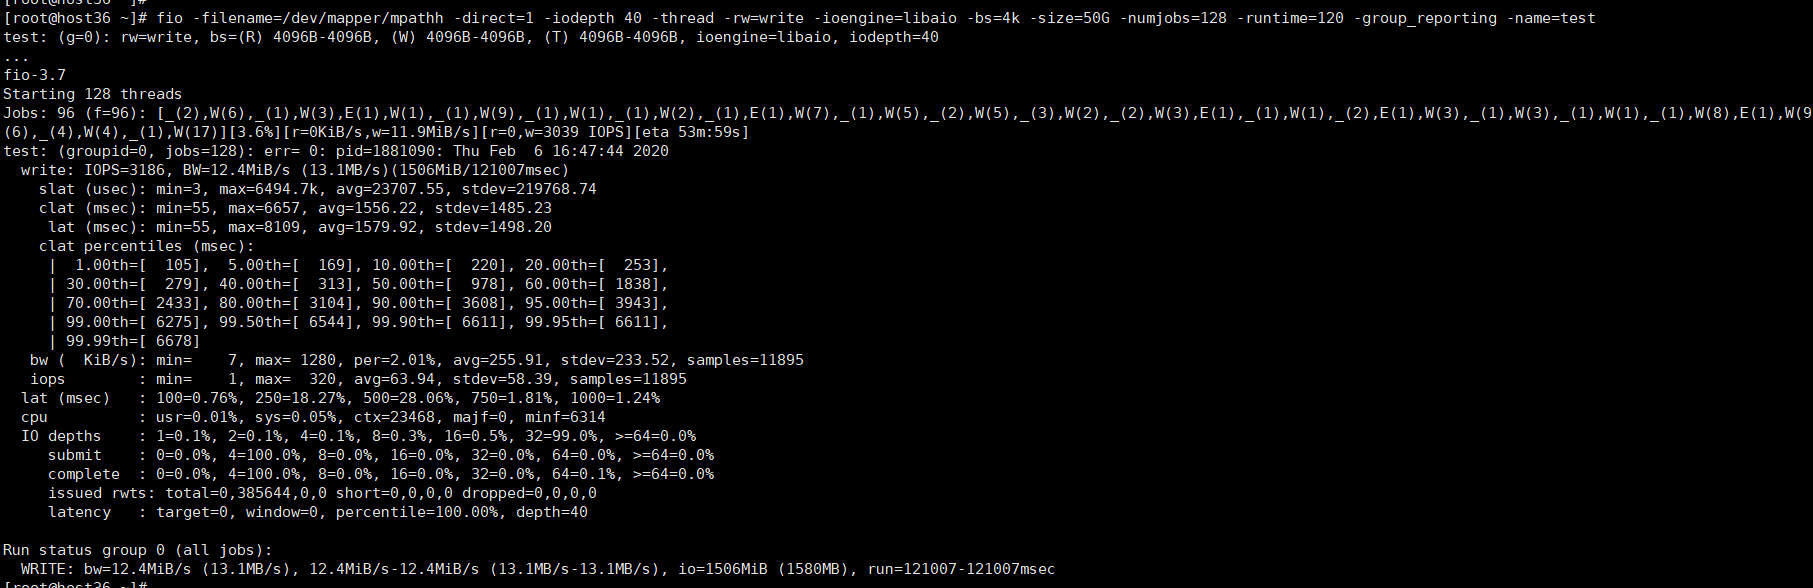 [root@host36 ~]#
[root@host36 ~]# fio -filename=/dev/mapper/mpathh -direct=1 -iodepth 40 -thread -rw=write -ioengine=libaio -bs=4k -size=50G -numjobs=128 -runtime=120 -group_reporting -name=test
test: (g=0): rw=write, bs=(R) 4096B-4096B, (W) 4096B-4096B, (T) 4096B-4096B, ioengine=libaio, iodepth=40
...
fio-3.7
Starting 128 threads
Jobs: 96 (f=96): [_(2),W(6),_(1),W(3),E(1),W(1),_(1),W(9),_(1),W(1),_(1),W(2),_(1),E(1),W(7),_(1),W(5),_(2),W(5),_(3),W(2),_(2),W(3),E(1),_(1),W(1),_(2),E(1),W(3),_(1),W(3),_(1),W(1),_(1),W(8),E(1),W(9
(6),_(4),W(4),_(1),W(17)][3.6%][r=0KiB/s,w=11.9MiB/s][r=0,w=3039 IOPS][eta 53m:59s]
test: (groupid=0, jobs=128): err= 0: pid=1881090: Thu Feb  6 16:47:44 2020
  write: IOPS=3186, BW=12.4MiB/s (13.1MB/s)(1506MiB/121007msec)
    slat (usec): min=3, max=6494.7k, avg=23707.55, stdev=219768.74
    clat (msec): min=55, max=6657, avg=1556.22, stdev=1485.23
     lat (msec): min=55, max=8109, avg=1579.92, stdev=1498.20
    clat percentiles (msec):
     |  1.00th=[  105],  5.00th=[  169], 10.00th=[  220], 20.00th=[  253],
     | 30.00th=[  279], 40.00th=[  313], 50.00th=[  978], 60.00th=[ 1838],
     | 70.00th=[ 2433], 80.00th=[ 3104], 90.00th=[ 3608], 95.00th=[ 3943],
     | 99.00th=[ 6275], 99.50th=[ 6544], 99.90th=[ 6611], 99.95th=[ 6611],
     | 99.99th=[ 6678]
   bw (  KiB/s): min=    7, max= 1280, per=2.01%, avg=255.91, stdev=233.52, samples=11895
   iops        : min=    1, max=  320, avg=63.94, stdev=58.39, samples=11895
  lat (msec)   : 100=0.76%, 250=18.27%, 500=28.06%, 750=1.81%, 1000=1.24%
  cpu          : usr=0.01%, sys=0.05%, ctx=23468, majf=0, minf=6314
  IO depths    : 1=0.1%, 2=0.1%, 4=0.1%, 8=0.3%, 16=0.5%, 32=99.0%, >=64=0.0%
     submit    : 0=0.0%, 4=100.0%, 8=0.0%, 16=0.0%, 32=0.0%, 64=0.0%, >=64=0.0%
     complete  : 0=0.0%, 4=100.0%, 8=0.0%, 16=0.0%, 32=0.0%, 64=0.1%, >=64=0.0%
     issued rwts: total=0,385644,0,0 short=0,0,0,0 dropped=0,0,0,0
     latency   : target=0, window=0, percentile=100.00%, depth=40
Run status group 0 (all jobs):
  WRITE: bw=12.4MiB/s (13.1MB/s), 12.4MiB/s-12.4MiB/s (13.1MB/s-13.1MB/s), io=1506MiB (1580MB), run=121007-121007msec
[root@host36 ~]#